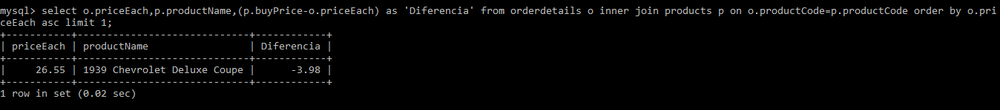 mysql> select o.priceEach,p.productName,(p.buyPrice-o.priceEach) as 'Diferencia' from orderdetails o inner join products p on o.productCode=p.productCode order by o.pri
ceEach asc limit 1;
+-----------+----------------------------+------------+
| priceEach | productName                | Diferencia |
+-----------+----------------------------+------------+
|     26.55 | 1939 Chevrolet Deluxe Coupe |      -3.98 |
+-----------+----------------------------+------------+
1 row in set (0.02 sec)